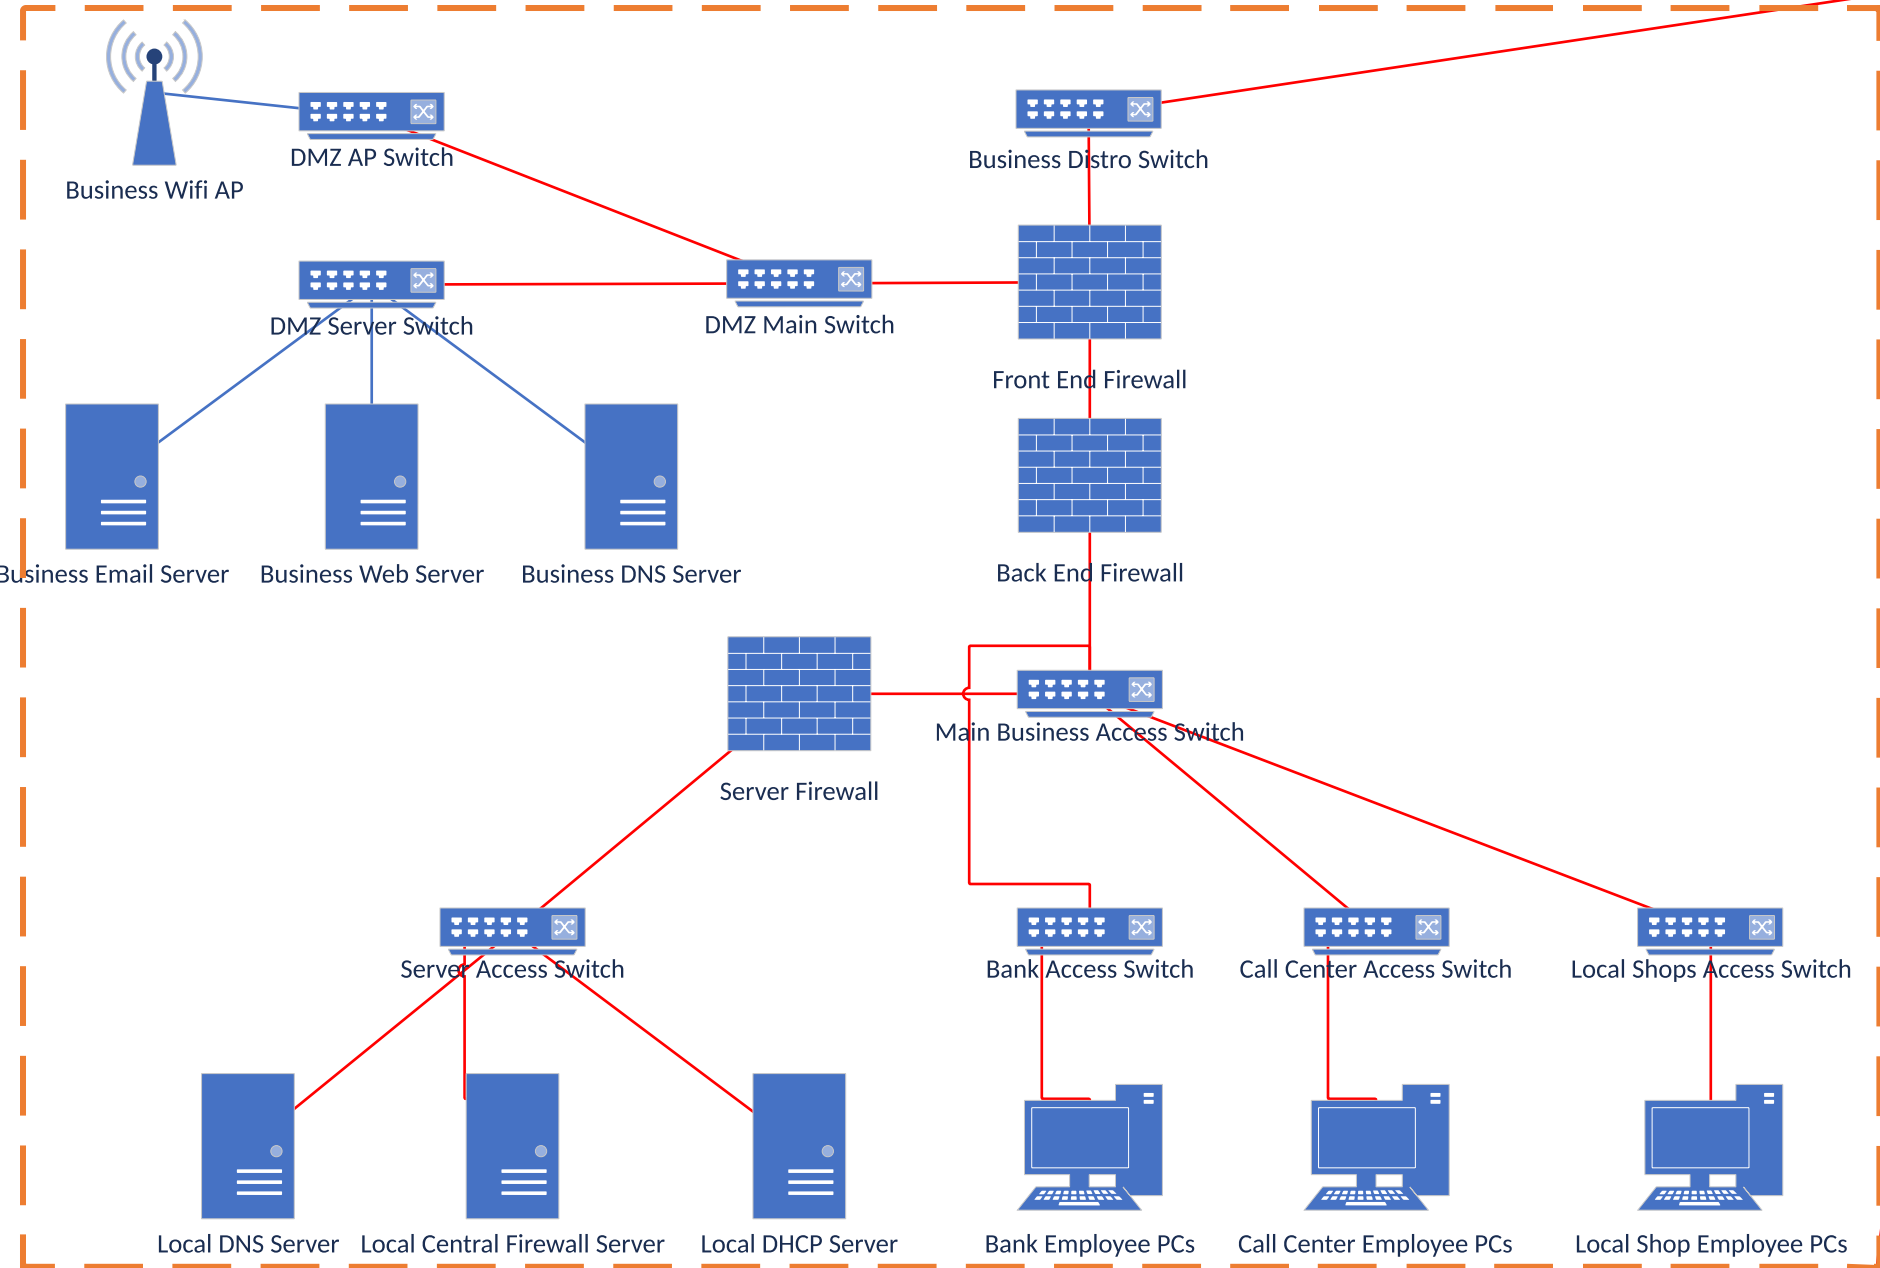 DMZ AP Switch
Business Distro Switch
Business Wifi AP
DMZ Server Switch
DMZ Main Switch
Front End Firewall
Business Email Server
Business Web Server
Business DNS Server
Back End Firewall
Main Business Access Switch
Server Firewall
Server Access Switch
Bank Access Switch
Call Center Access Switch
Local Shops Access Switch
Local DNS Server
Local Central Firewall Server
Local DHCP Server
Bank Employee PCs
Call Center Employee PCs
Local Shop Employee PCs